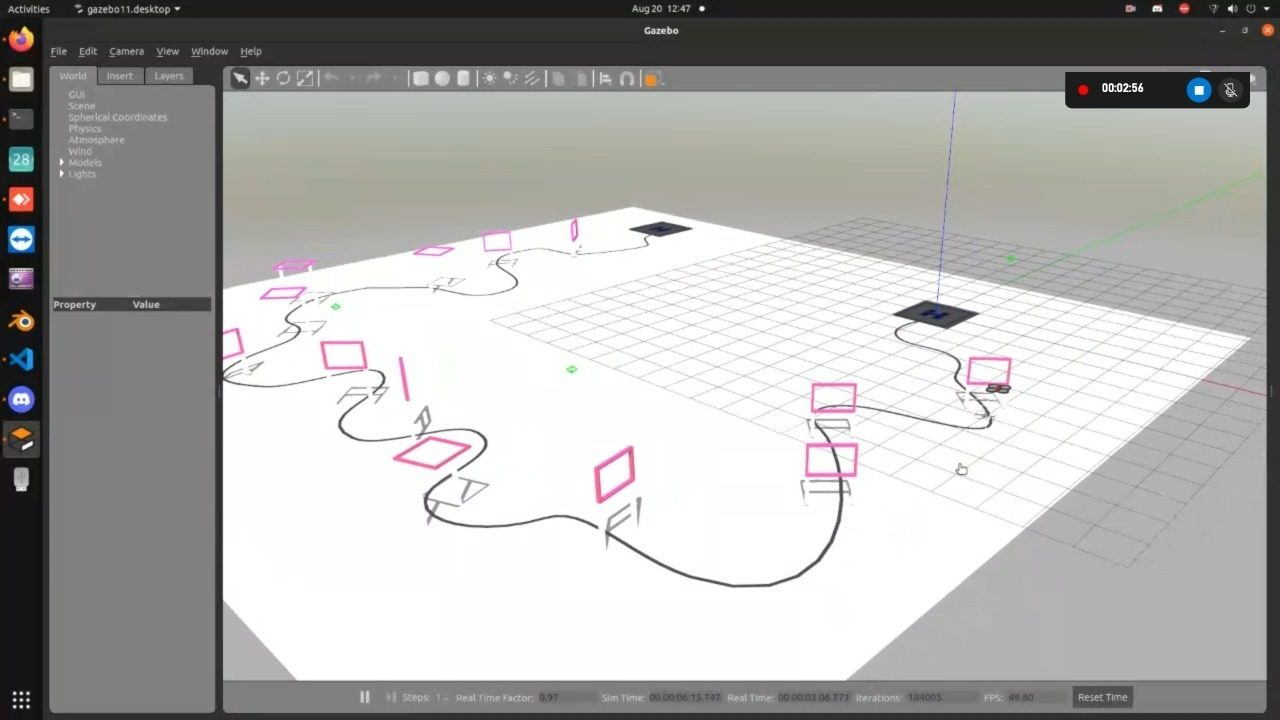 Activities gazebo11.desktop Aug 20 12:47
Gazebo
File Edit Camera View Window Help
World Insert Layers
00:02:56
GUI
Scene
Spherical Coordinates
Physics
Atmosphere
Wind
Models
Lights
28
Property Value
H
H
Steps: 1 Real Time Factor: 0.97 Sim Time: 00 00:06:15.747 Real Time: 00 00:03:06.771 Iterations: 184005 FPS: 49.80 Reset Time